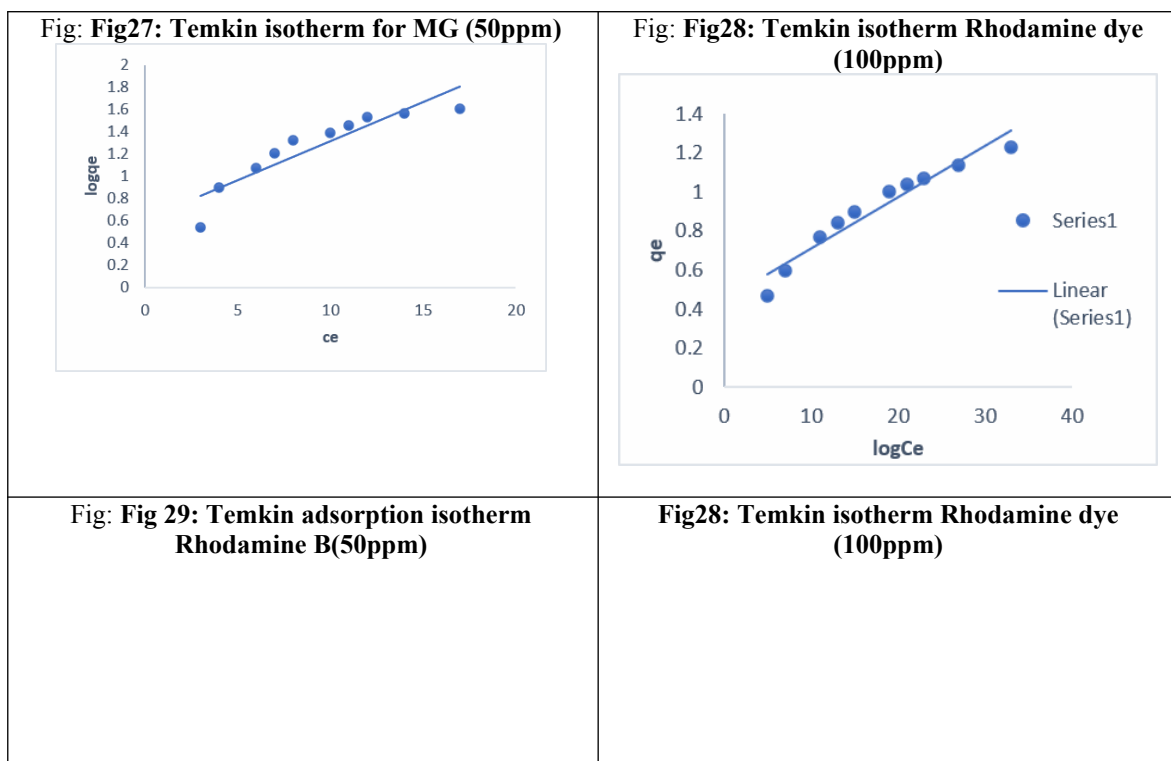 Fig: Fig27: Temkin isotherm for MG (50ppm)
2
1.8
1.6
1.4
1.2
1
0.8
0.6
0.4
0.2
0
logqe
0 5 10 15 20
ce
Fig: Fig28: Temkin isotherm Rhodamine dye
(100ppm)
1.4
1.2
1
0.8
0.6
0.4
0.2
0
qe
0 10 20 30 40
logCe
Series1
Linear
(Series1)
Fig: Fig 29: Temkin adsorption isotherm
Rhodamine B(50ppm)
Fig28: Temkin isotherm Rhodamine dye
(100ppm)